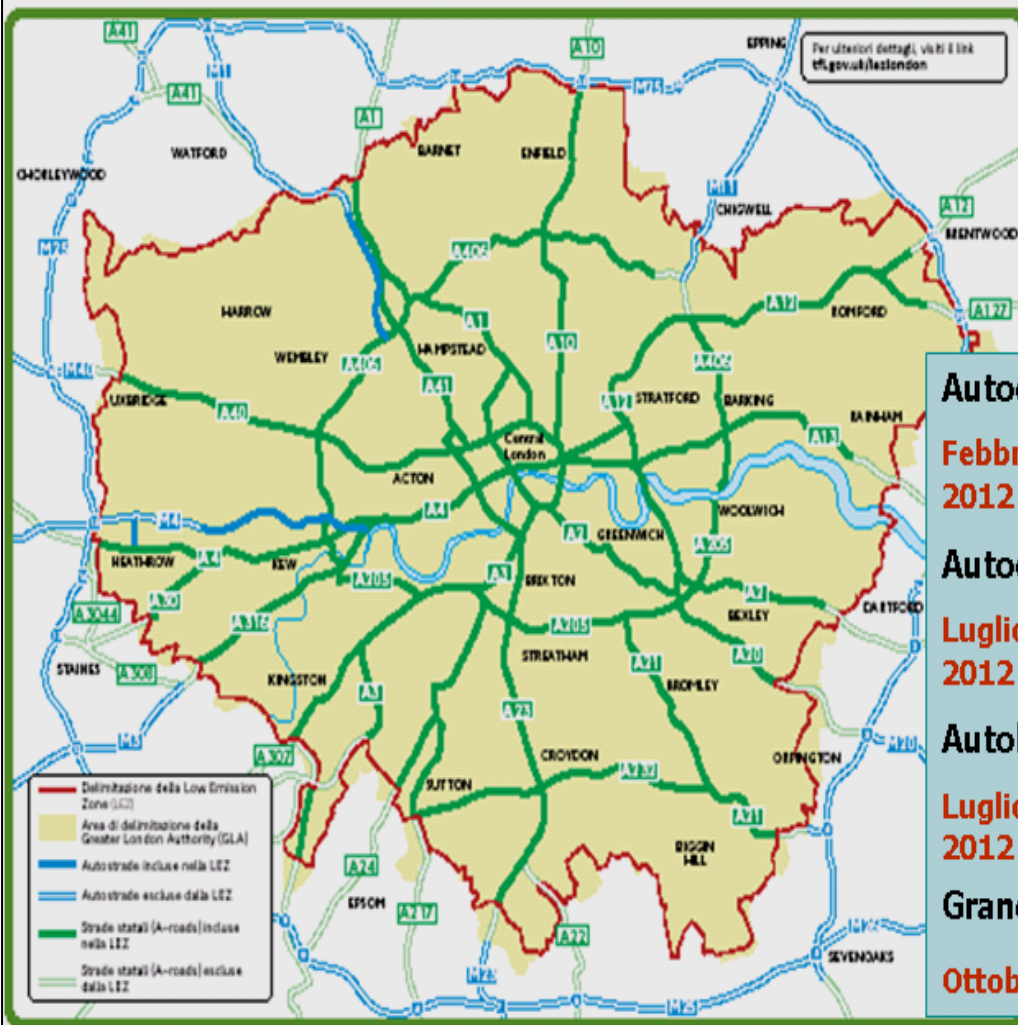 A41
A10
EPPING
Per ulteriori dettagli, visiti il link
tfl.gov.uk/lezlondon
M1
A41
M25
A1
WATFORD
BARNET
ENFIELD
CHORLEYWOOD
M11
CHIGWELL
A12
BRENTWOOD
M25
A406
A12
ROMFORD
A127
HARROW
A1
A10
WEMBLEY
A406
HAMPSTEAD
A406
M40
A41
UXBRIDGE
A40
A12
STRATFORD
BARKING
RAINHAM
A13
Central
London
ACTON
A4
M4
WOOLWICH
A2
GREENWICH
A205
HEATHROW
A4
KEW
A205
A3
BRIXTON
A2
BEXLEY
DARTFORD
A3044
A30
A316
A205
STREATHAM
A21
A20
STAINES
A308
KINGSTON
A3
BROMLEY
A23
M3
A307
CROYDON
A232
ORPINGTON
M20
SUTTON
A21
BIGGIN
HILL
A24
EPSOM
A217
A22
M23
M25
SEVENOAKS
Delimitazione della Low Emission
Zone (LEZ)
Area di delimitazione della
Greater London Authority (GLA)
Autostrade incluse nella LEZ
Autostrade escluse dalla LEZ
Strade statali (A-roads) incluse
nella LEZ
Strade statali (A-roads) escluse
dalla LEZ
2012
2012
2012